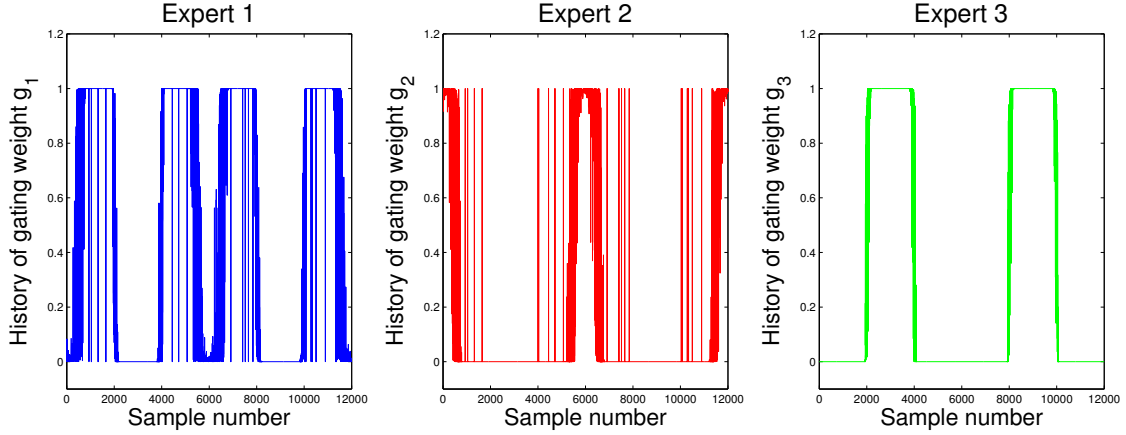 Expert 1
History of gating weight g1
1.2
1
0.8
0.6
0.4
0.2
0
0 2000 4000 6000 8000 10000 12000
Sample number
Expert 2
History of gating weight g2
1.2
1
0.8
0.6
0.4
0.2
0
0 2000 4000 6000 8000 10000 12000
Sample number
Expert 3
History of gating weight g3
1.2
1
0.8
0.6
0.4
0.2
0
0 2000 4000 6000 8000 10000 12000
Sample number